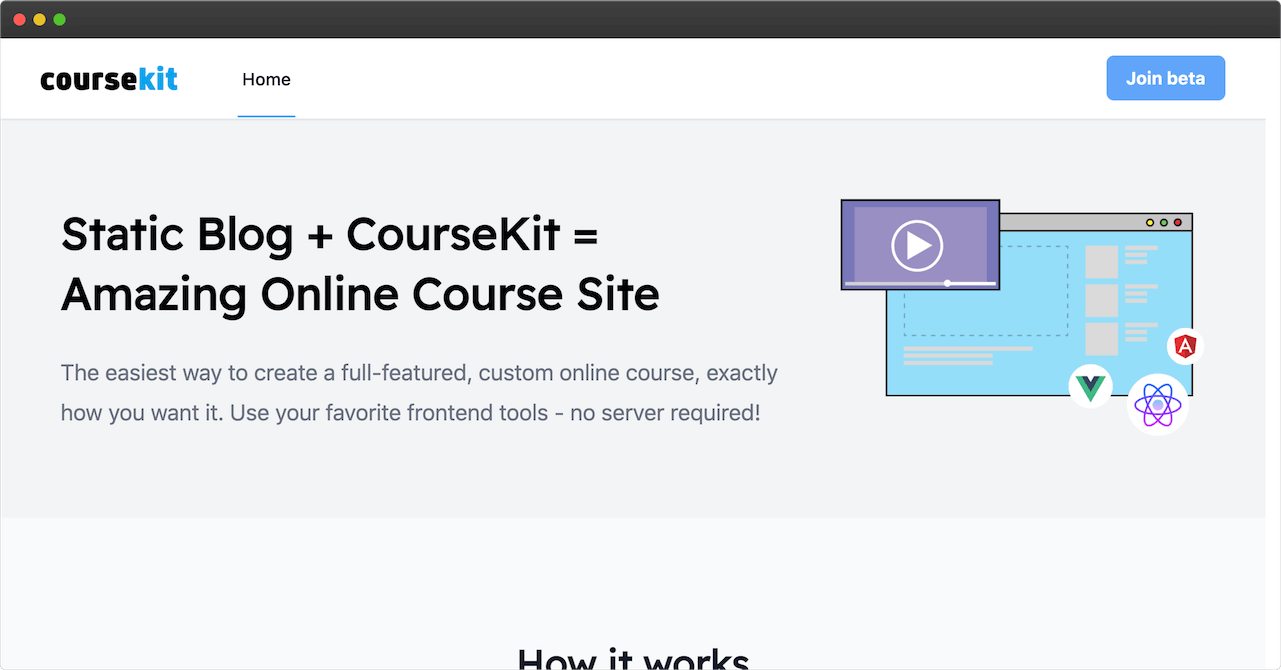 coursekit
Home
Join beta
Static Blog + CourseKit =
Amazing Online Course Site
The easiest way to create a full-featured, custom online course, exactly
how you want it. Use your favorite frontend tools - no server required!
How it works